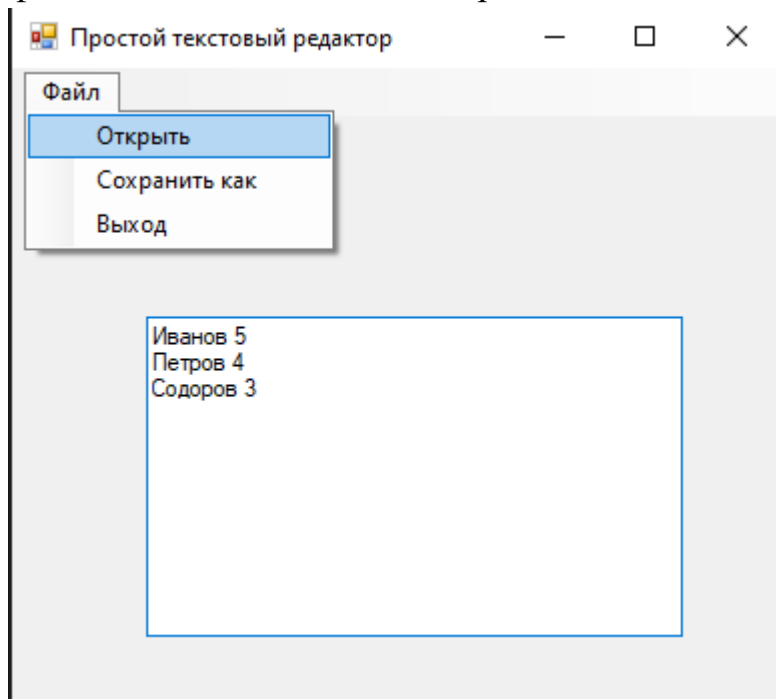 Простой текстовый редактор
Файл
Открыть
Сохранить как
Выход
Иванов 5
Петров 4
Содоров 3